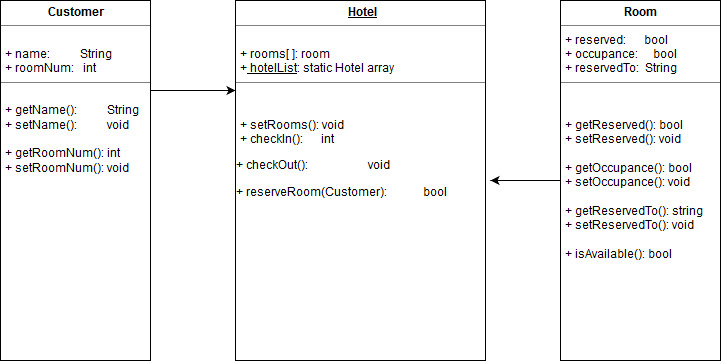 Customer
+ name: String
+ roomNum: int
+ getName(): String
+ setName(): void
+ getRoomNum(): int
+ setRoomNum(): void
Hotel
+ rooms[ ]: room
+ hotelList: static Hotel array
+ setRooms(): void
+ checkIn(): int
+ checkOut(): void
+ reserveRoom(Customer): bool
Room
+ reserved: bool
+ occupance: bool
+ reservedTo: String
+ getReserved(): bool
+ setReserved(): void
+ getOccupance(): bool
+ setOccupance(): void
+ getReservedTo(): string
+ setReservedTo(): void
+ isAvailable(): bool